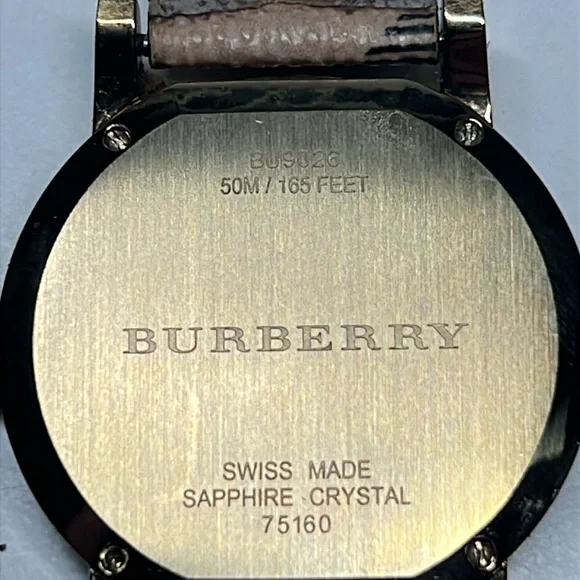 BU9026
50M / 165 FEET
BURBERRY
SWISS MADE
SAPPHIRE CRYSTAL
75160